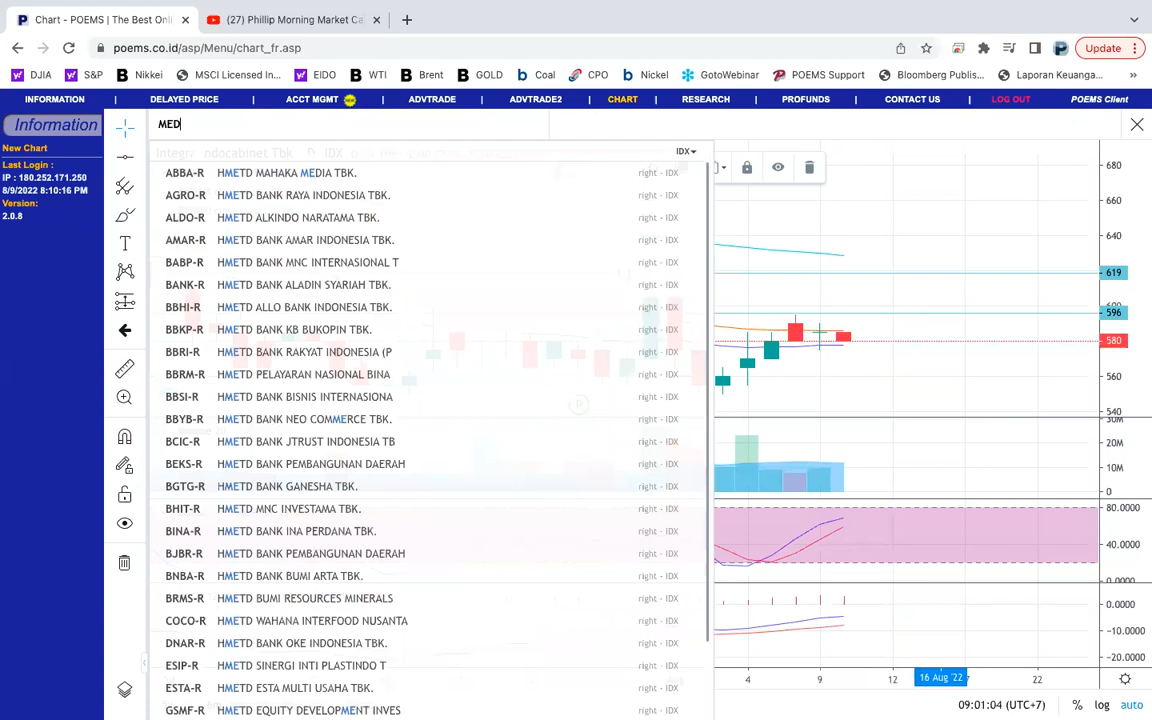 Chart - POEMS | The Best Onli
(27) Phillip Morning Market Ca
poems.co.id/asp/Menu/chart_fr.asp
Update
DJIA S&P Nikkei MSCI Licensed In... EIDO WTI Brent GOLD Coal CPO Nickel GotoWebinar POEMS Support Bloomberg Publis... Laporan Keuanga... »
INFORMATION | DELAYED PRICE | ACCT MGMT | ADVTRADE | ADVTRADE2 | CHART | RESEARCH | PROFUNDS | CONTACT US | LOG OUT POEMS Client
Information
New Chart
Last Login :
IP : 180.252.171.250
8/9/2022 8:10:16 PM
Version:
2.0.8
MED
IDX
ABBA-R HMETD MAHAKA MEDIA TBK. right - IDX
AGRO-R HMETD BANK RAYA INDONESIA TBK. right - IDX
ALDO-R HMETD ALKINDO NARATAMA TBK. right - IDX
AMAR-R HMETD BANK AMAR INDONESIA TBK. right - IDX
BABP-R HMETD BANK MNC INTERNASIONAL T right - IDX
BANK-R HMETD BANK ALADIN SYARIAH TBK. right - IDX
BBHI-R HMETD ALLO BANK INDONESIA TBK. right - IDX
BBKP-R HMETD BANK KB BUKOPIN TBK. right - IDX
BBRI-R HMETD BANK RAKYAT INDONESIA (P right - IDX
BBRM-R HMETD PELAYARAN NASIONAL BINA right - IDX
BBSI-R HMETD BANK BISNIS INTERNASIONA right - IDX
BBYB-R HMETD BANK NEO COMMERCE TBK. right - IDX
BCIC-R HMETD BANK JTRUST INDONESIA TB right - IDX
BEKS-R HMETD BANK PEMBANGUNAN DAERAH right - IDX
BGTG-R HMETD BANK GANESHA TBK. right - IDX
BHIT-R HMETD MNC INVESTAMA TBK. right - IDX
BINA-R HMETD BANK INA PERDANA TBK. right - IDX
BJBR-R HMETD BANK PEMBANGUNAN DAERAH right - IDX
BNBA-R HMETD BANK BUMI ARTA TBK. right - IDX
BRMS-R HMETD BUMI RESOURCES MINERALS right - IDX
COCO-R HMETD WAHANA INTERFOOD NUSANTA right - IDX
DNAR-R HMETD BANK OKE INDONESIA TBK. right - IDX
ESIP-R HMETD SINERGI INTI PLASTINDO T right - IDX
ESTA-R HMETD ESTA MULTI USAHA TBK. right - IDX
GSMF-R HMETD EQUITY DEVELOPMENT INVES right - IDX
680
660
640
619
600
596
580
560
540
30M
20M
10M
0
80.0000
40.0000
0.0000
0.0000
-10.0000
-20.0000
4 9 12 16 Aug '22 22
09:01:04 (UTC+7) % log auto